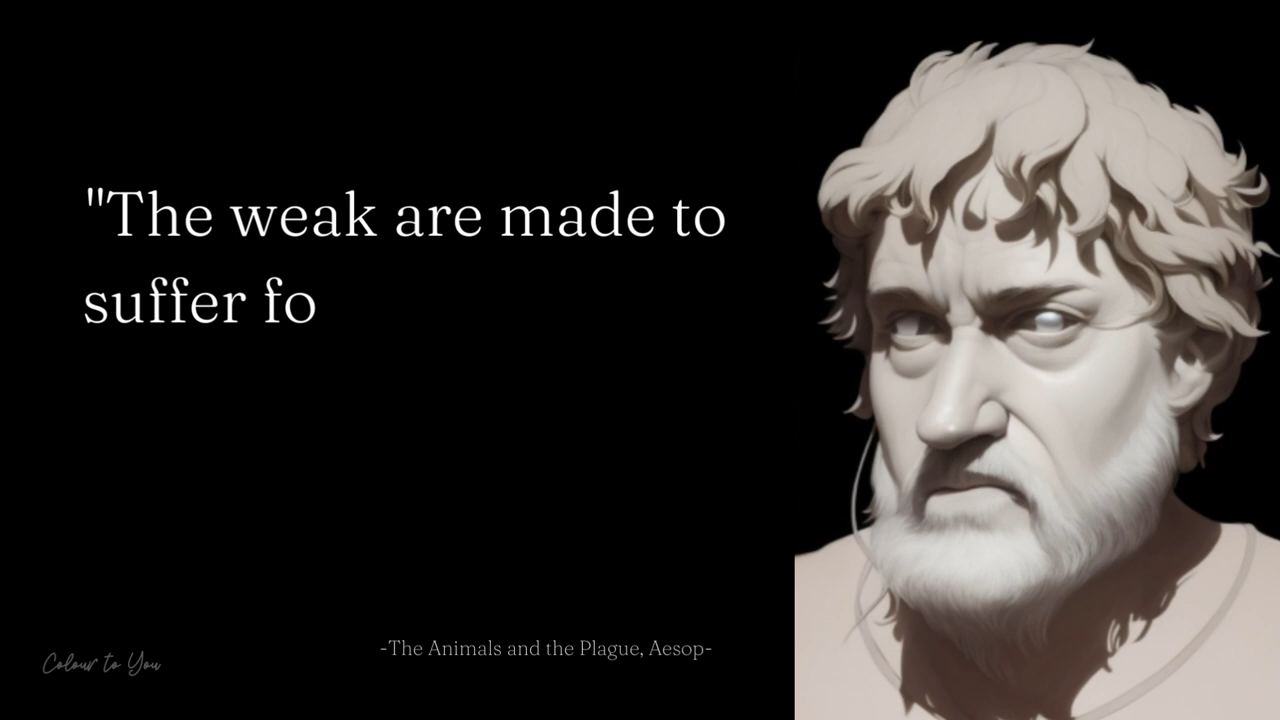 "The weak are made to
suffer fo
-The Animals and the Plague, Aesop-
Colour to You